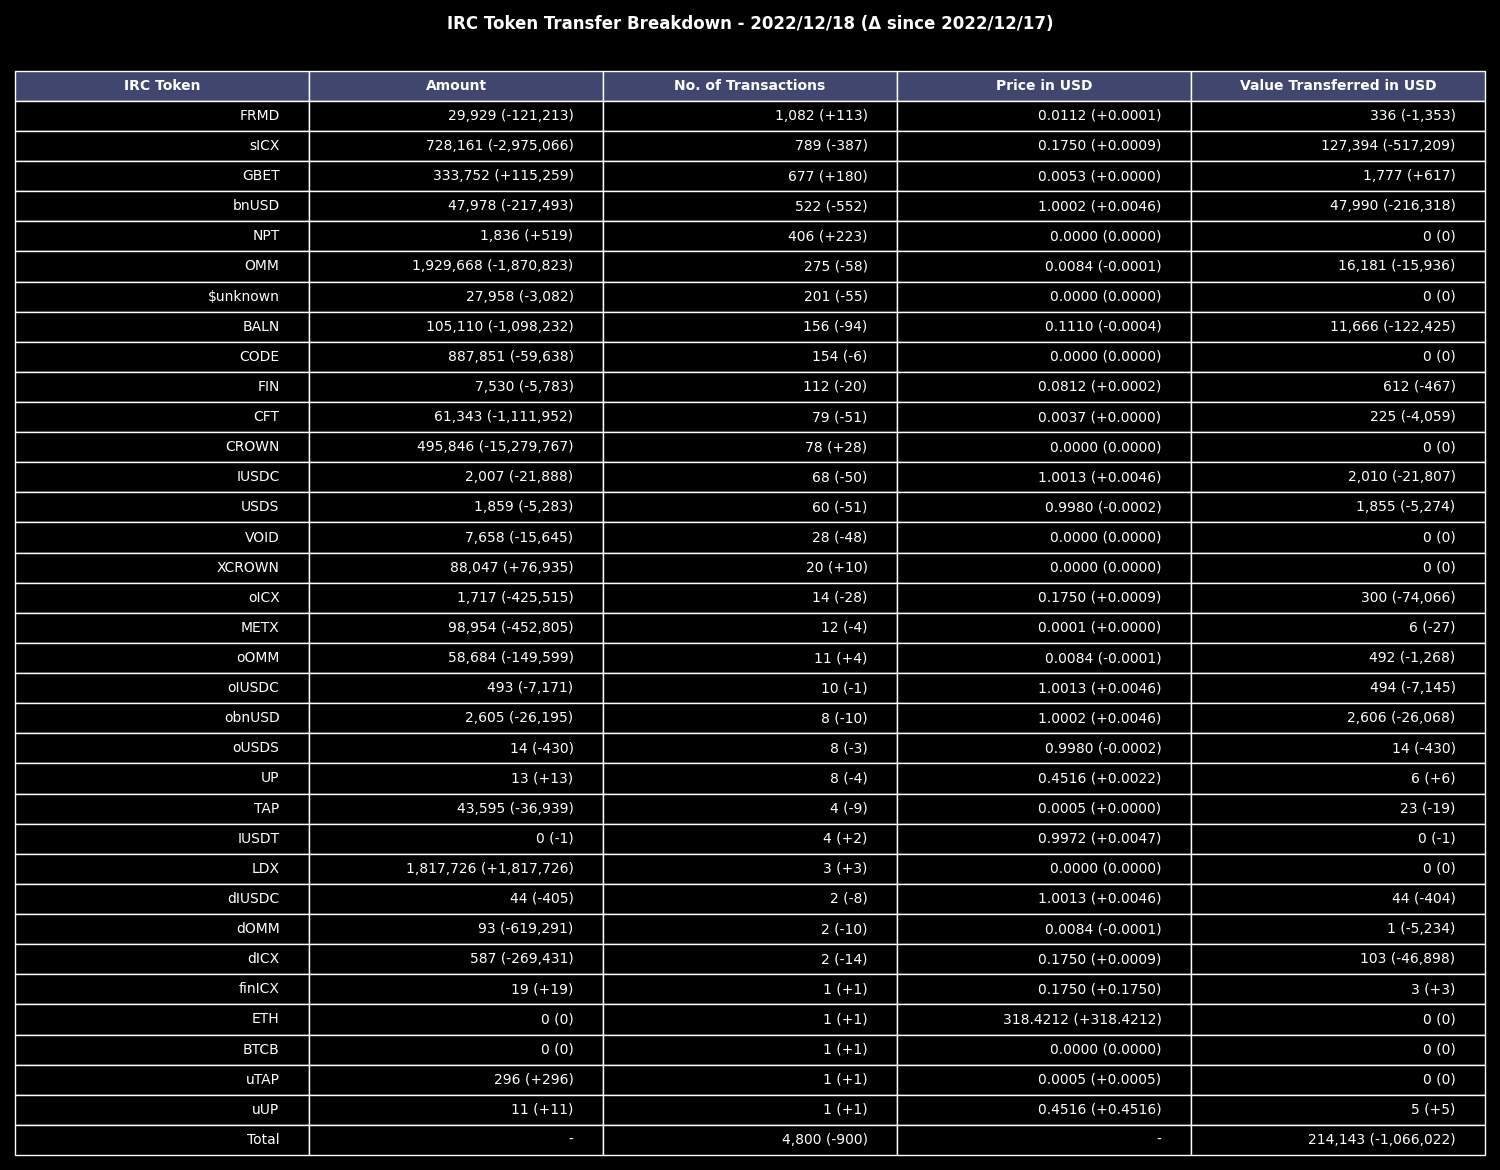 IRC Token Transfer Breakdown - 2022/12/18 (Δ since 2022/12/17)
IRC Token Amount No. of Transactions Price in USD Value Transferred in USD
FRMD 29,929 (-121,213) 1,082 (+113) 0.0112 (+0.0001) 336 (-1,353)
sICX 728,161 (-2,975,066) 789 (-387) 0.1750 (+0.0009) 127,394 (-517,209)
GBET 333,752 (+115,259) 677 (+180) 0.0053 (+0.0000) 1,777 (+617)
bnUSD 47,978 (-217,493) 522 (-552) 1.0002 (+0.0046) 47,990 (-216,318)
NPT 1,836 (+519) 406 (+223) 0.0000 (0.0000) 0 (0)
OMM 1,929,668 (-1,870,823) 275 (-58) 0.0084 (-0.0001) 16,181 (-15,936)
$unknown 27,958 (-3,082) 201 (-55) 0.0000 (0.0000) 0 (0)
BALN 105,110 (-1,098,232) 156 (-94) 0.1110 (-0.0004) 11,666 (-122,425)
CODE 887,851 (-59,638) 154 (-6) 0.0000 (0.0000) 0 (0)
FIN 7,530 (-5,783) 112 (-20) 0.0812 (+0.0002) 612 (-467)
CFT 61,343 (-1,111,952) 79 (-51) 0.0037 (+0.0000) 225 (-4,059)
CROWN 495,846 (-15,279,767) 78 (+28) 0.0000 (0.0000) 0 (0)
IUSDC 2,007 (-21,888) 68 (-50) 1.0013 (+0.0046) 2,010 (-21,807)
USDS 1,859 (-5,283) 60 (-51) 0.9980 (-0.0002) 1,855 (-5,274)
VOID 7,658 (-15,645) 28 (-48) 0.0000 (0.0000) 0 (0)
XCROWN 88,047 (+76,935) 20 (+10) 0.0000 (0.0000) 0 (0)
oICX 1,717 (-425,515) 14 (-28) 0.1750 (+0.0009) 300 (-74,066)
METX 98,954 (-452,805) 12 (-4) 0.0001 (+0.0000) 6 (-27)
oOMM 58,684 (-149,599) 11 (+4) 0.0084 (-0.0001) 492 (-1,268)
oIUSDC 493 (-7,171) 10 (-1) 1.0013 (+0.0046) 494 (-7,145)
obnUSD 2,605 (-26,195) 8 (-10) 1.0002 (+0.0046) 2,606 (-26,068)
oUSDS 14 (-430) 8 (-3) 0.9980 (-0.0002) 14 (-430)
UP 13 (+13) 8 (-4) 0.4516 (+0.0022) 6 (+6)
TAP 43,595 (-36,939) 4 (-9) 0.0005 (+0.0000) 23 (-19)
IUSDT 0 (-1) 4 (+2) 0.9972 (+0.0047) 0 (-1)
LDX 1,817,726 (+1,817,726) 3 (+3) 0.0000 (0.0000) 0 (0)
dIUSDC 44 (-405) 2 (-8) 1.0013 (+0.0046) 44 (-404)
dOMM 93 (-619,291) 2 (-10) 0.0084 (-0.0001) 1 (-5,234)
dICX 587 (-269,431) 2 (-14) 0.1750 (+0.0009) 103 (-46,898)
finICX 19 (+19) 1 (+1) 0.1750 (+0.1750) 3 (+3)
ETH 0 (0) 1 (+1) 318.4212 (+318.4212) 0 (0)
BTCB 0 (0) 1 (+1) 0.0000 (0.0000) 0 (0)
uTAP 296 (+296) 1 (+1) 0.0005 (+0.0005) 0 (0)
uUP 11 (+11) 1 (+1) 0.4516 (+0.4516) 5 (+5)
Total - 4,800 (-900) - 214,143 (-1,066,022)